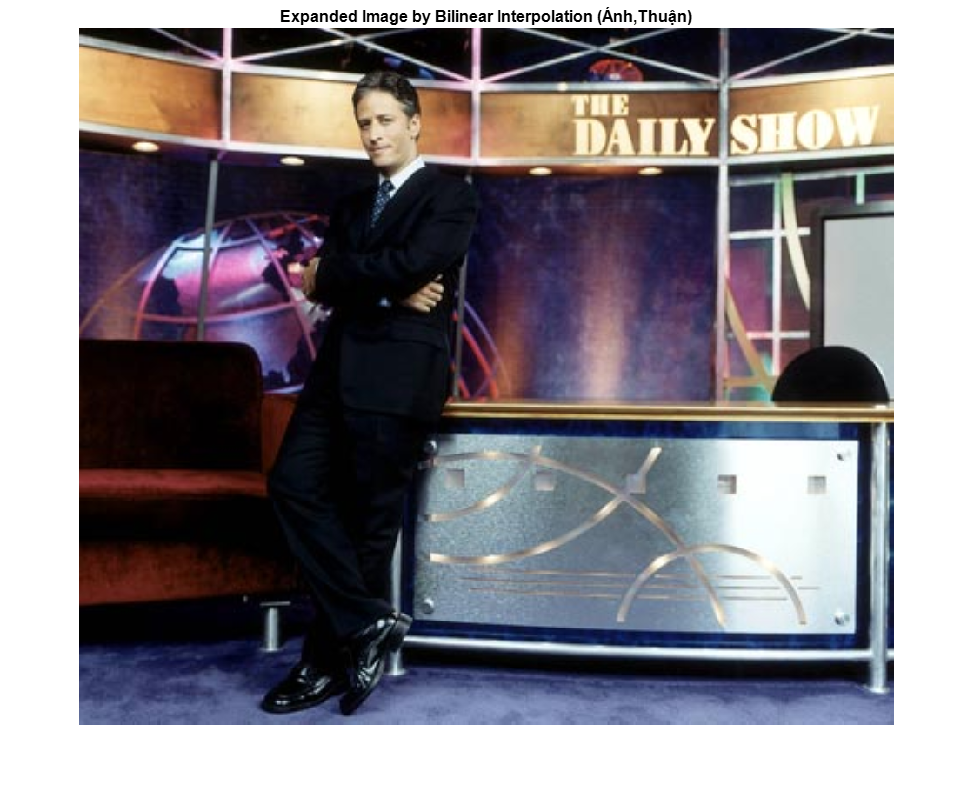 Expanded Image by Bilinear Interpolation (Ánh,Thuận)
THE
DAILY SHOW